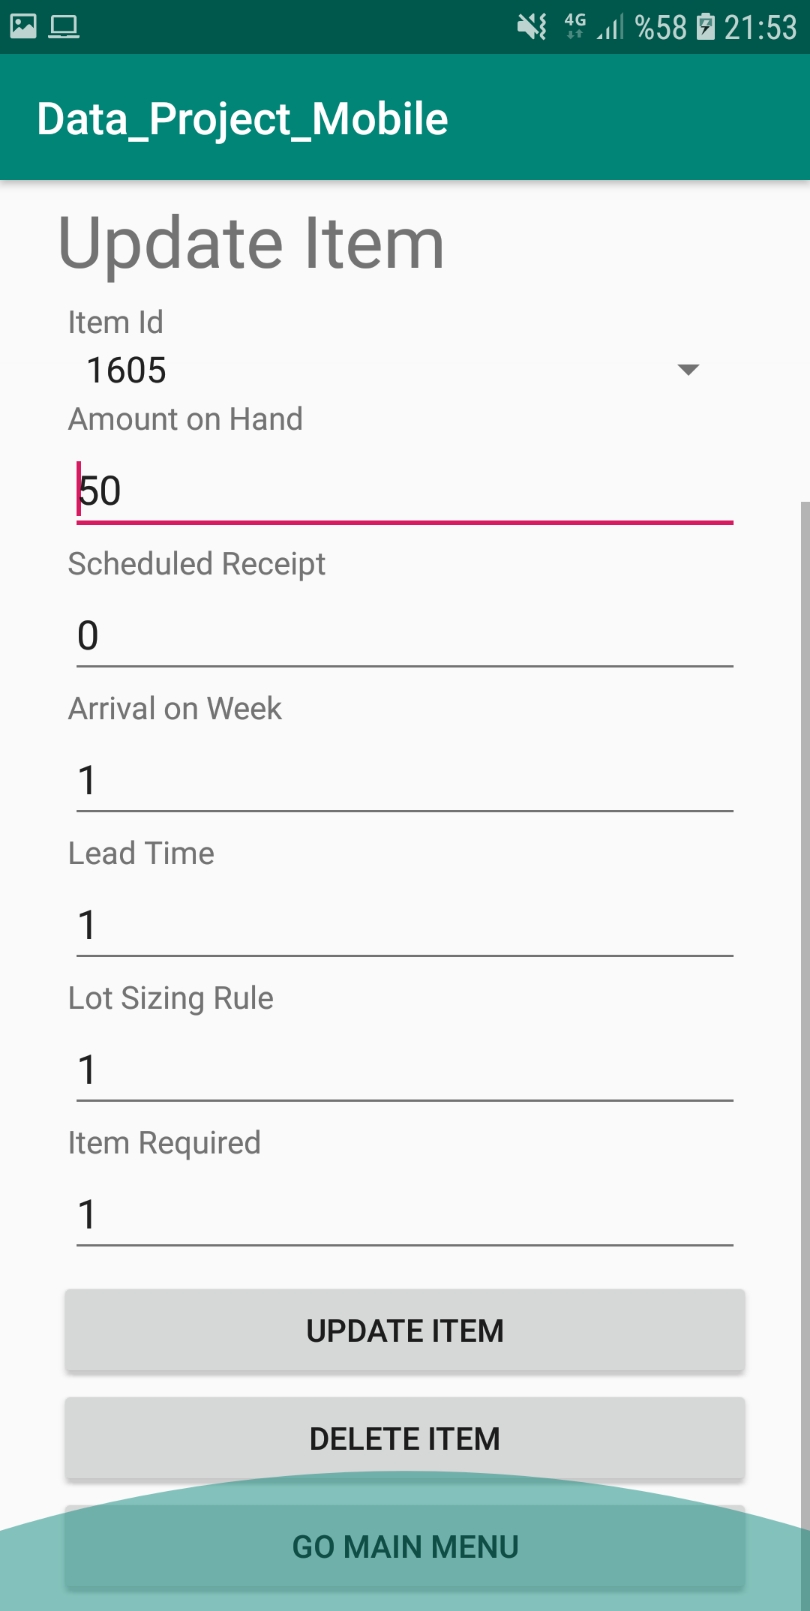 4G %58 21:53
Data_Project_Mobile
Update Item
Item Id
1605
Amount on Hand
50
Scheduled Receipt
0
Arrival on Week
1
Lead Time
1
Lot Sizing Rule
1
Item Required
1
UPDATE ITEM
DELETE ITEM
GO MAIN MENU